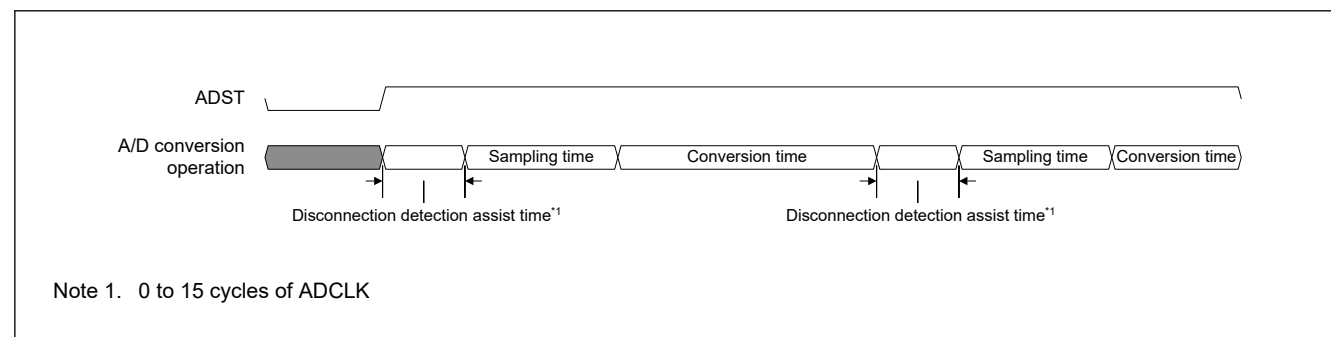 ADST
A/D conversion
operation
Sampling time
Conversion time
Sampling time
Conversion time
Disconnection detection assist time*1
Disconnection detection assist time*1
Note 1. 0 to 15 cycles of ADCLK